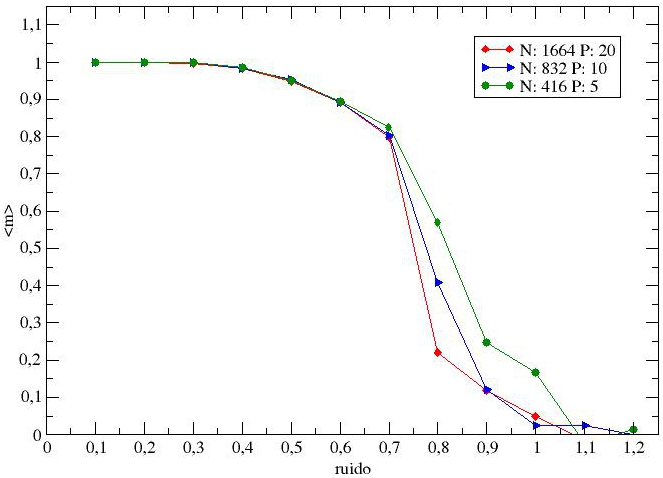 1,1
1
0,9
0,8
0,7
0,6
0,5
0,4
0,3
0,2
0,1
0
<m>
N: 1664 P: 20
N: 832 P: 10
N: 416 P: 5
0 0,1 0,2 0,3 0,4 0,5 0,6 0,7 0,8 0,9 1 1,1 1,2
ruido